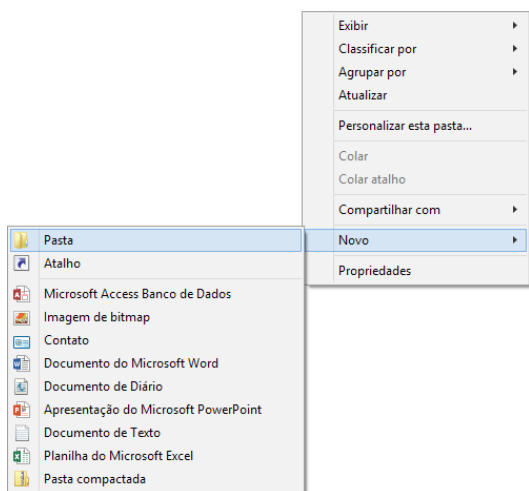 Exibir
Classificar por
Agrupar por
Atualizar
Personalizar esta pasta...
Colar
Colar atalho
Compartilhar com
Novo
Propriedades
Pasta
Atalho
Microsoft Access Banco de Dados
Imagem de bitmap
Contato
Documento do Microsoft Word
Documento de Diário
Apresentação do Microsoft PowerPoint
Documento de Texto
Planilha do Microsoft Excel
Pasta compactada